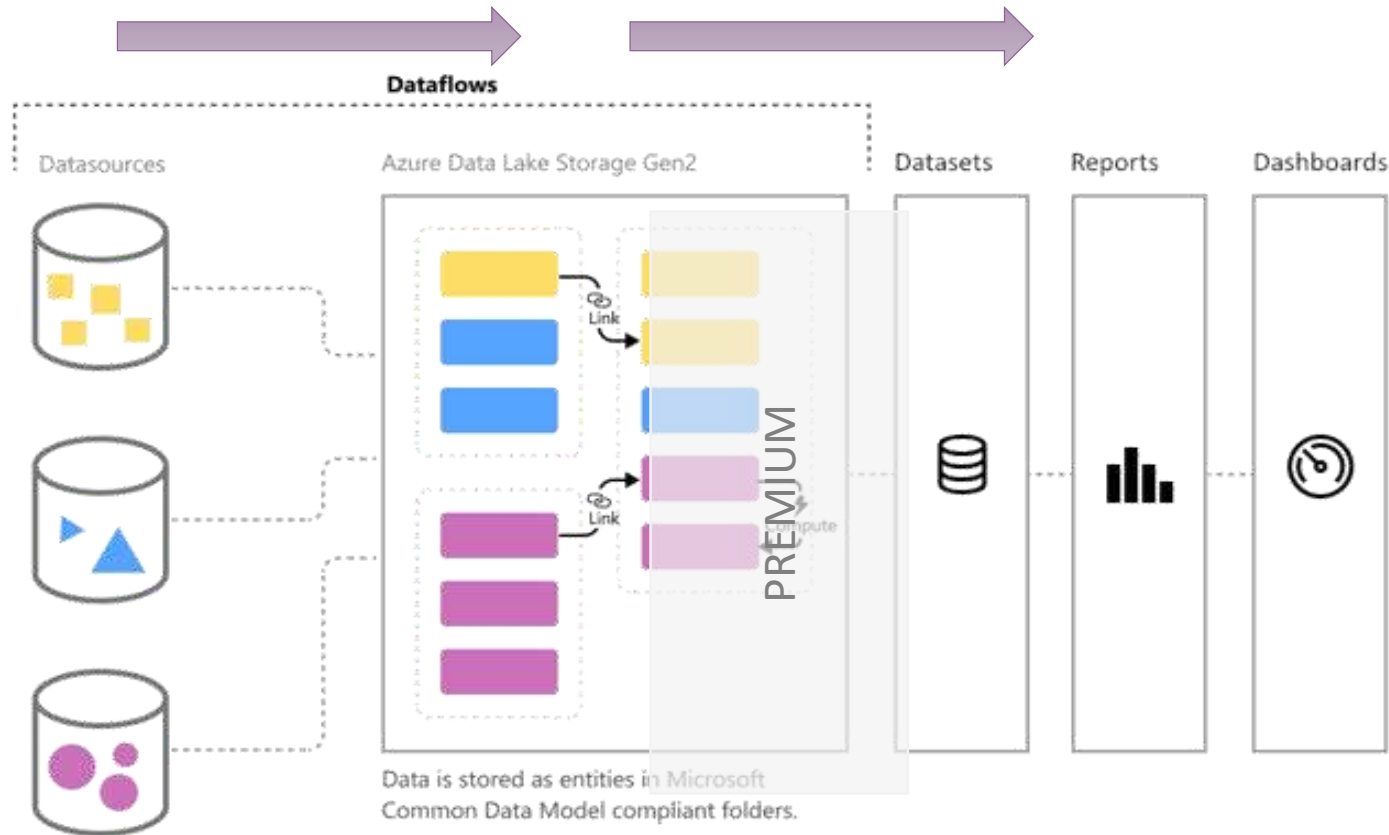 Dataflows
Datasources
Azure Data Lake Storage Gen2
Datasets
Reports
Dashboards
Link
Link
Compute
PREMIUM
Data is stored as entities in Microsoft
Common Data Model compliant folders.